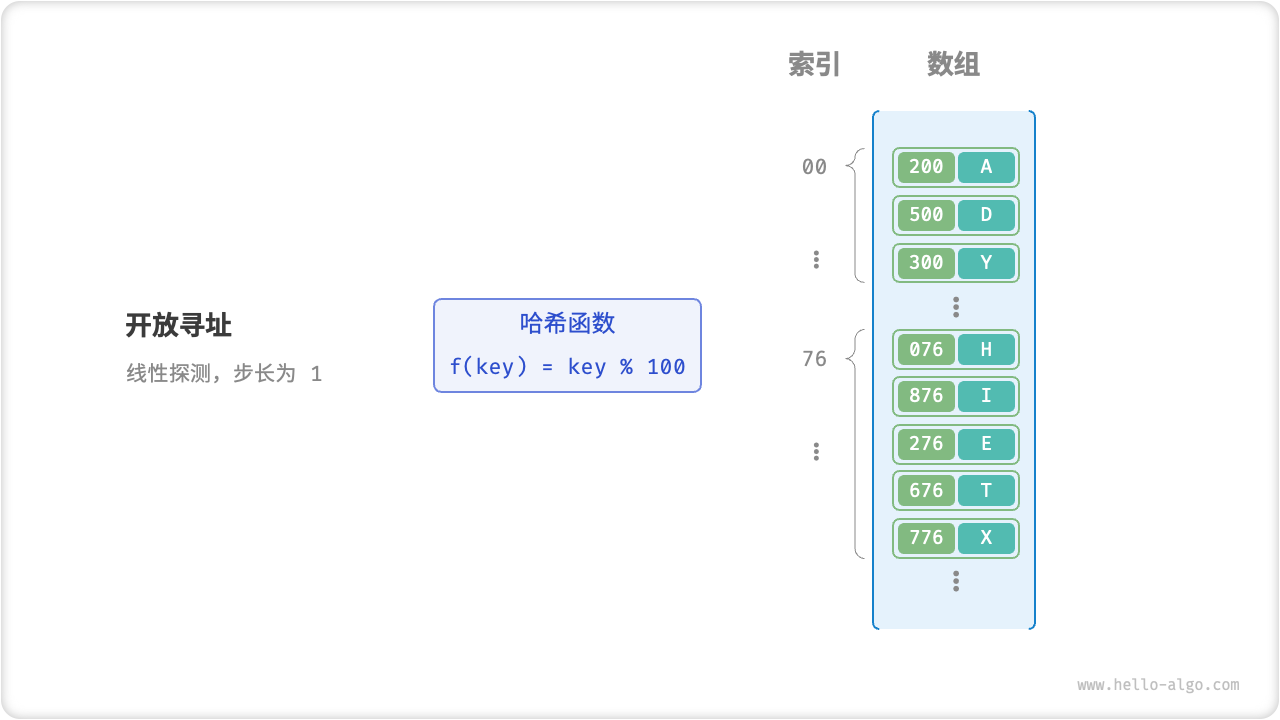 索引 数组
00
200 A
500 D
300 Y
开放寻址
线性探测，步长为 1
哈希函数
f(key) = key % 100
76
076 H
876 I
276 E
676 T
776 X
www.hello-algo.com